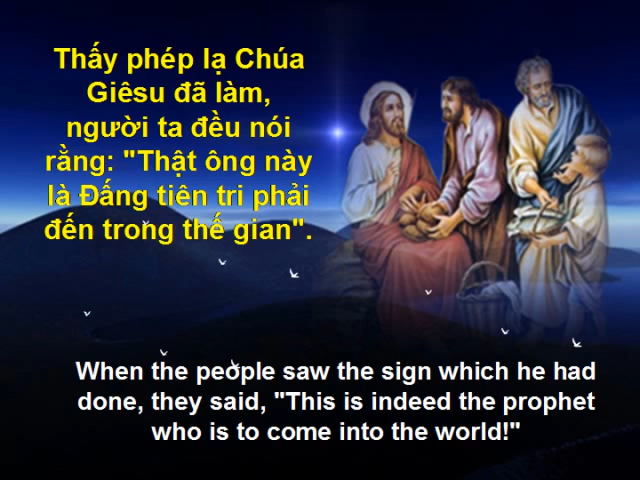 Thấy phép lạ Chúa
Giêsu đã làm,
người ta đều nói
rằng: "Thật ông này
là Đấng tiên tri phải
đến trong thế gian".
When the people saw the sign which he had
done, they said, "This is indeed the prophet
who is to come into the world!"